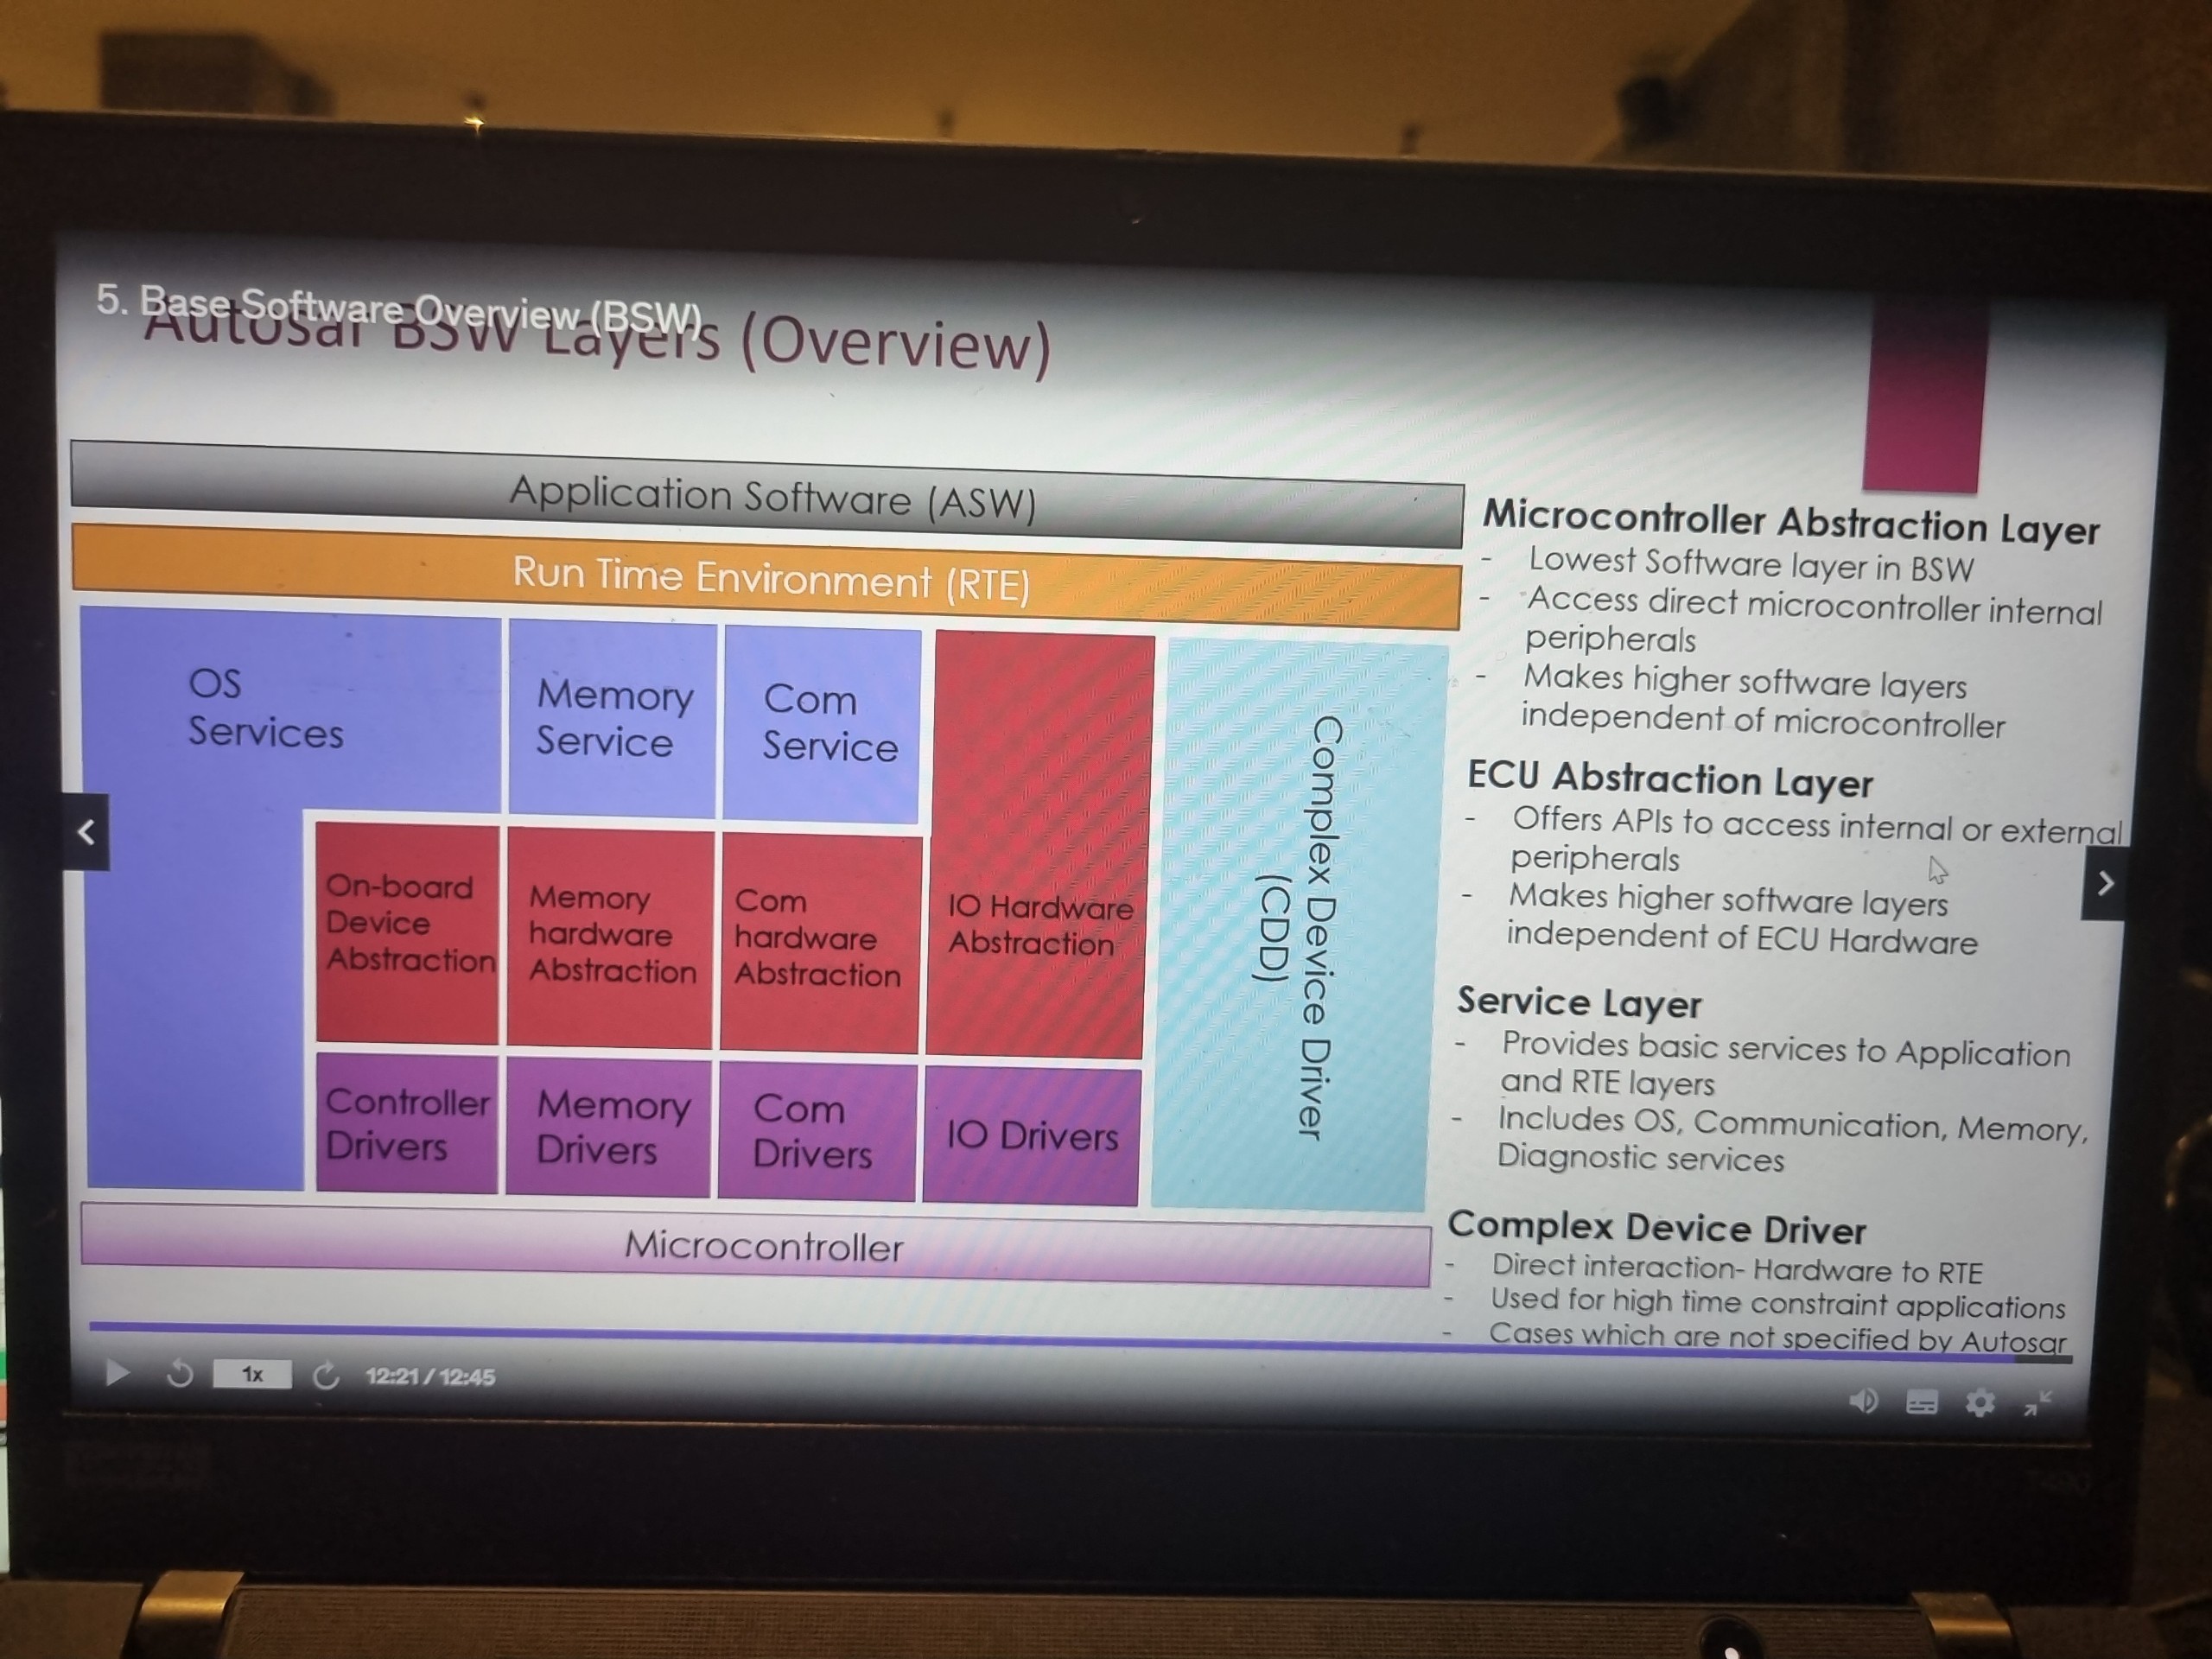 5. Base Software Overview (BSW)
Autosar BSW Layers (Overview)
Application Software (ASW)
Run Time Environment (RTE)
OS
Services
Memory
Service
Com
Service
On-board
Device
Abstraction
Memory
hardware
Abstraction
Com
hardware
Abstraction
IO Hardware
Abstraction
Complex Device Driver
(CDD)
Controller
Drivers
Memory
Drivers
Com
Drivers
IO Drivers
Microcontroller
Microcontroller Abstraction Layer
- Lowest Software layer in BSW
- Access direct microcontroller internal
peripherals
- Makes higher software layers
independent of microcontroller
ECU Abstraction Layer
- Offers APIs to access internal or external
peripherals
- Makes higher software layers
independent of ECU Hardware
Service Layer
- Provides basic services to Application
and RTE layers
- Includes OS, Communication, Memory,
Diagnostic services
Complex Device Driver
- Direct interaction- Hardware to RTE
- Used for high time constraint applications
- Cases which are not specified by Autosar
1x
12:21 / 12:45